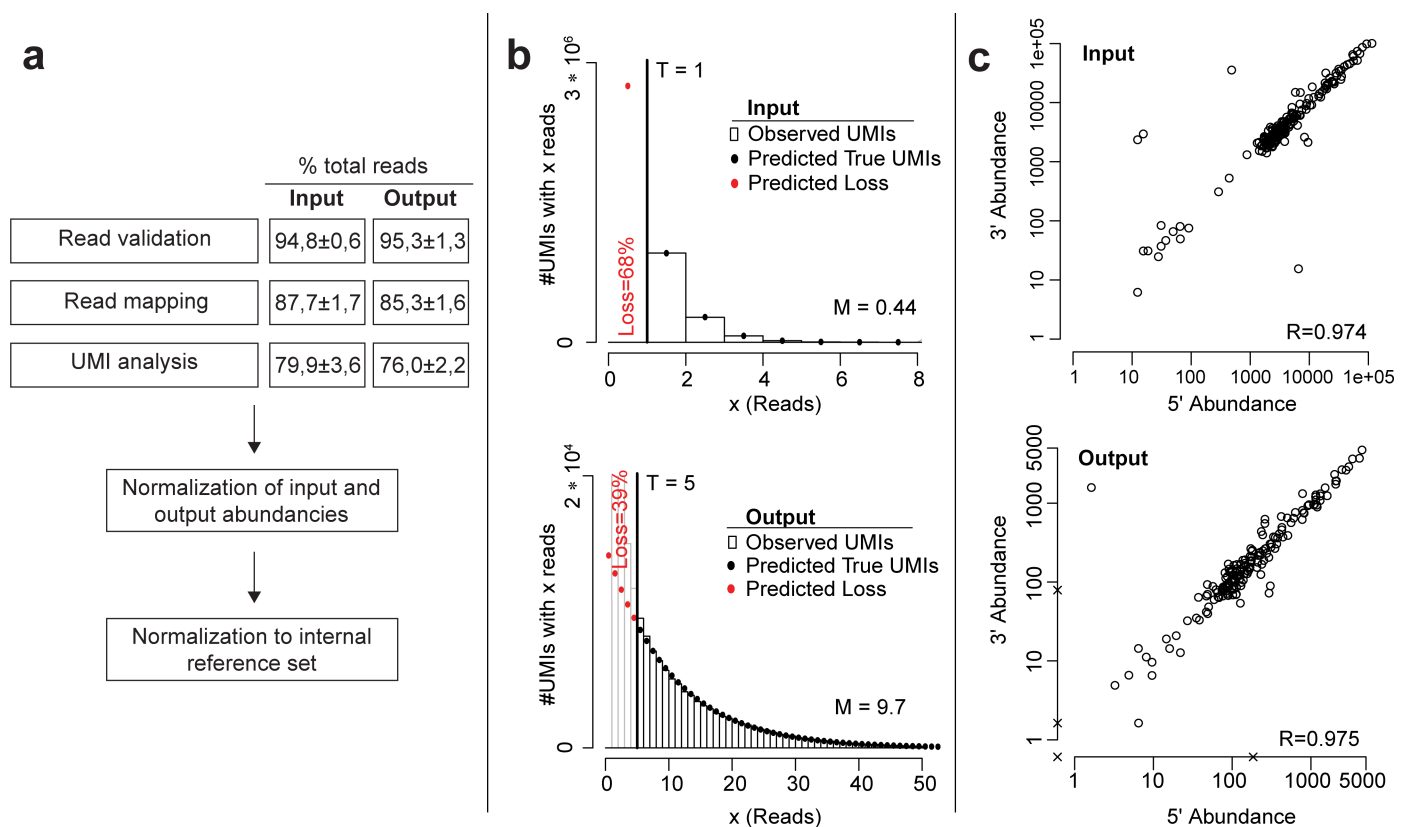 a
% total reads
Input Output
Read validation 94,8±0,6 95,3±1,3
Read mapping 87,7±1,7 85,3±1,6
UMI analysis 79,9±3,6 76,0±2,2
Normalization of input and
output abundancies
Normalization to internal
reference set
b
#UMIs with x reads
3 * 10⁶
0
T = 1
Input
Observed UMIs
Predicted True UMIs
Predicted Loss
Loss=68%
M = 0.44
0 2 4 6 8
x (Reads)
#UMIs with x reads
2 * 10⁴
0
T = 5
Output
Observed UMIs
Predicted True UMIs
Predicted Loss
Loss=39%
M = 9.7
0 10 20 30 40 50
x (Reads)
c
Input
3' Abundance
1e+05
10000
1000
100
10
1
R=0.974
1 10 100 1000 10000 1e+05
5' Abundance
Output
3' Abundance
5000
1000
100
10
1
R=0.975
1 10 100 1000 5000
5' Abundance